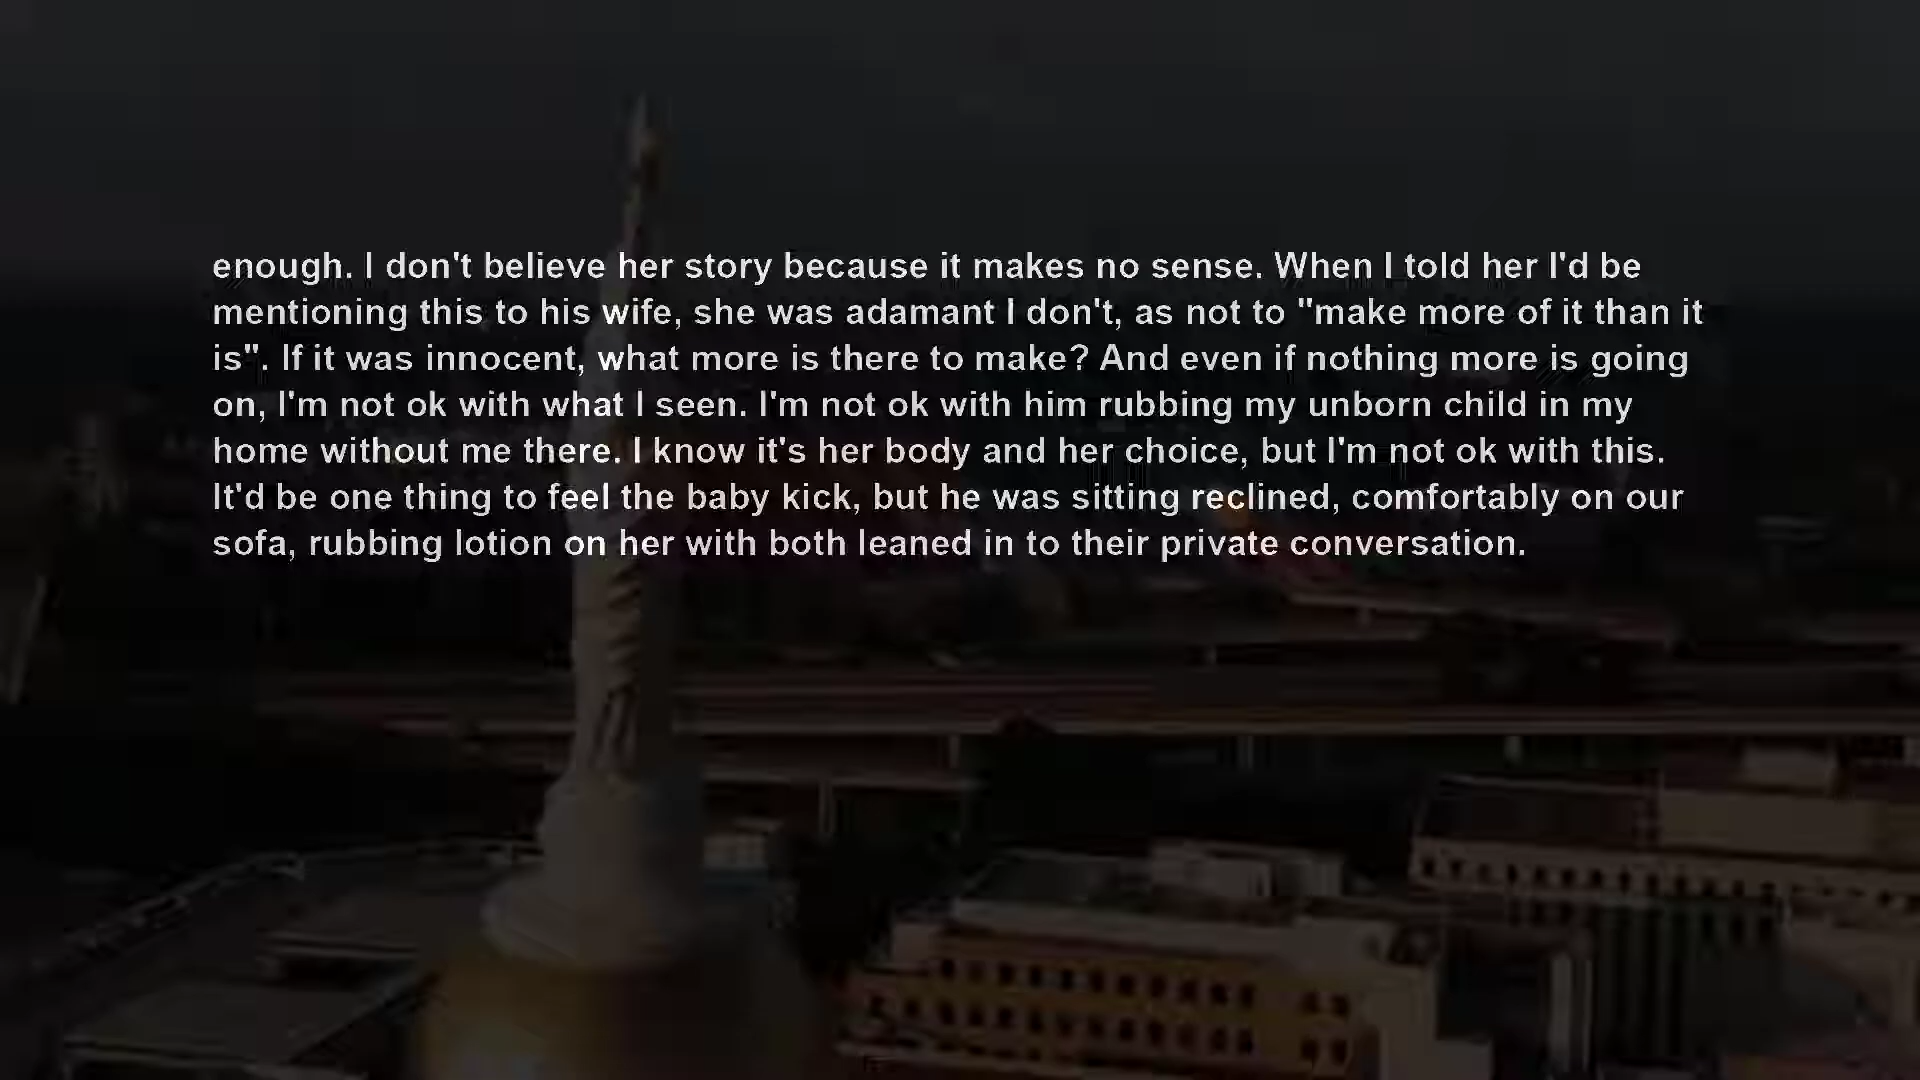 enough. I don't believe her story because it makes no sense. When I told her I'd be
mentioning this to his wife, she was adamant I don't, as not to "make more of it than it
is". If it was innocent, what more is there to make? And even if nothing more is going
on, I'm not ok with what I seen. I'm not ok with him rubbing my unborn child in my
home without me there. I know it's her body and her choice, but I'm not ok with this.
It'd be one thing to feel the baby kick, but he was sitting reclined, comfortably on our
sofa, rubbing lotion on her with both leaned in to their private conversation.